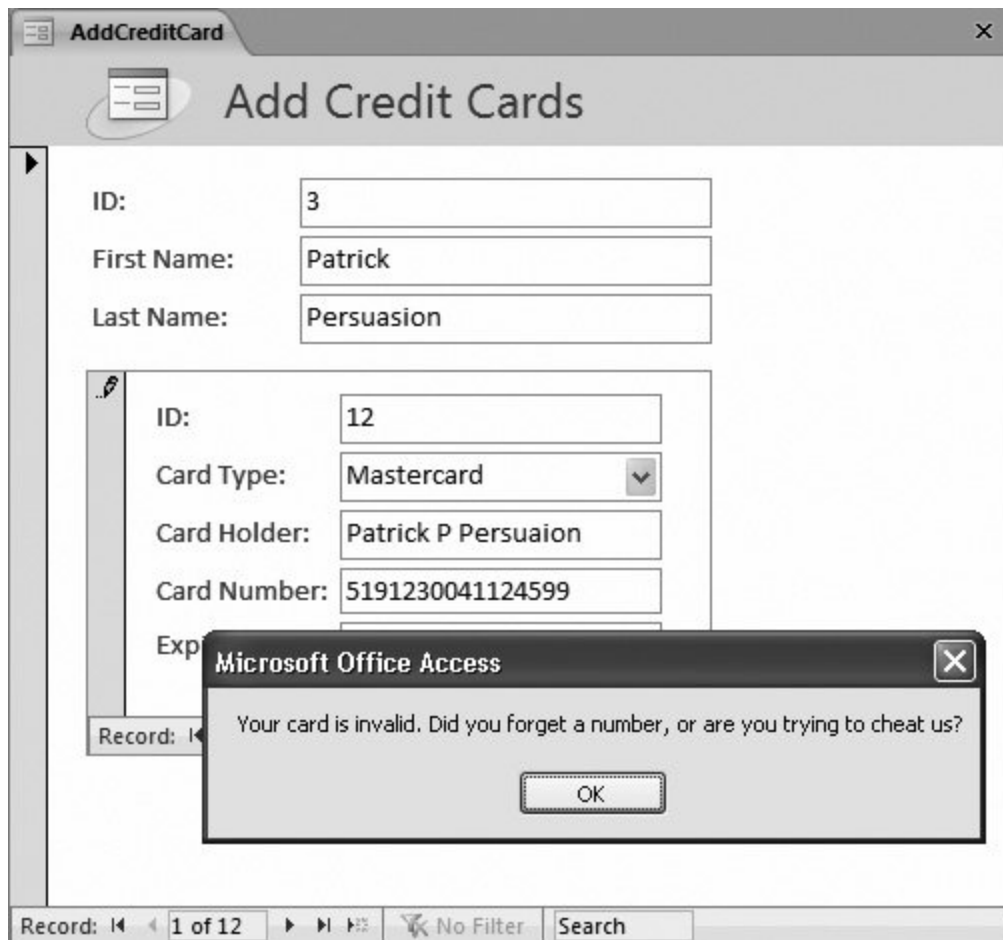 AddCreditCard
Add Credit Cards
ID: 3
First Name: Patrick
Last Name: Persuasion
ID: 12
Card Type: Mastercard
Card Holder: Patrick P Persuaion
Card Number: 5191230041124599
Exp
Microsoft Office Access
Your card is invalid. Did you forget a number, or are you trying to cheat us?
OK
Record:
Record: 1 of 12 No Filter Search